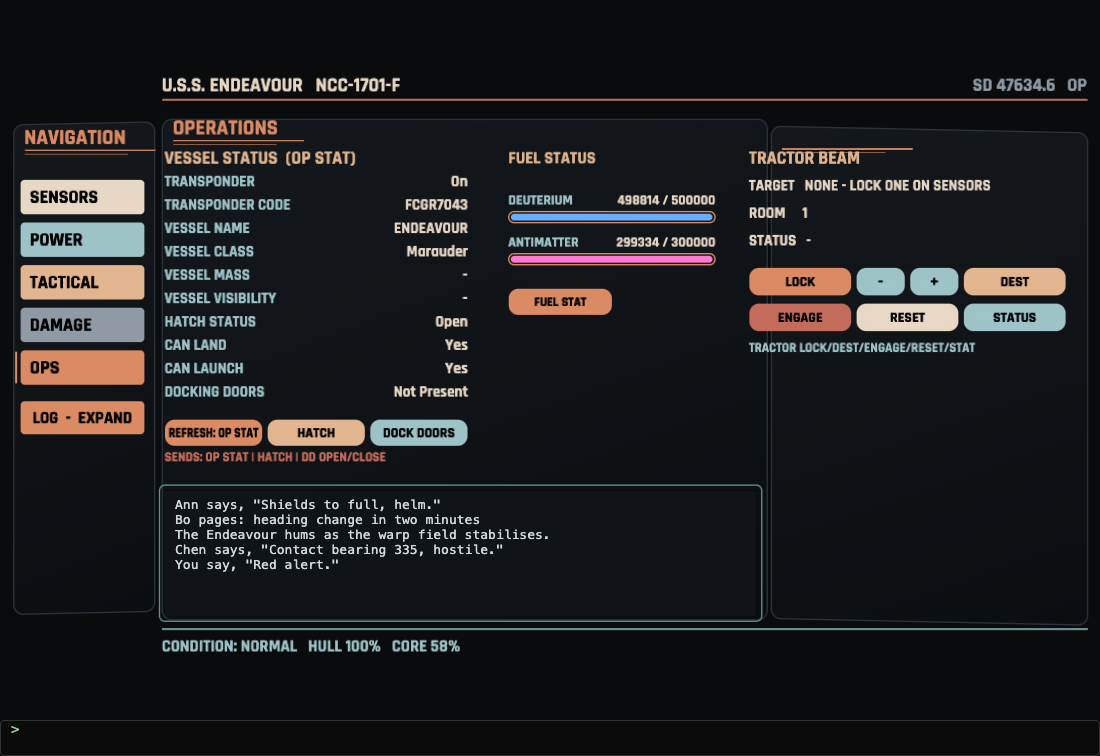 U.S.S. ENDEAVOUR NCC-1701-F
SD 47634.6 OP
NAVIGATION
SENSORS
POWER
TACTICAL
DAMAGE
OPS
LOG - EXPAND
OPERATIONS
VESSEL STATUS (OP STAT)
TRANSPONDER On
TRANSPONDER CODE FCGR7043
VESSEL NAME ENDEAVOUR
VESSEL CLASS Marauder
VESSEL MASS -
VESSEL VISIBILITY -
HATCH STATUS Open
CAN LAND Yes
CAN LAUNCH Yes
DOCKING DOORS Not Present
REFRESH: OP STAT HATCH DOCK DOORS
SENDS: OP STAT | HATCH | DD OPEN/CLOSE
FUEL STATUS
DEUTERIUM 498814 / 500000
ANTIMATTER 299334 / 300000
FUEL STAT
TRACTOR BEAM
TARGET NONE - LOCK ONE ON SENSORS
ROOM 1
STATUS -
LOCK - + DEST
ENGAGE RESET STATUS
TRACTOR LOCK/DEST/ENGAGE/RESET/STAT
Ann says, "Shields to full, helm."
Bo pages: heading change in two minutes
The Endeavour hums as the warp field stabilises.
Chen says, "Contact bearing 335, hostile."
You say, "Red alert."
CONDITION: NORMAL HULL 100% CORE 58%
>